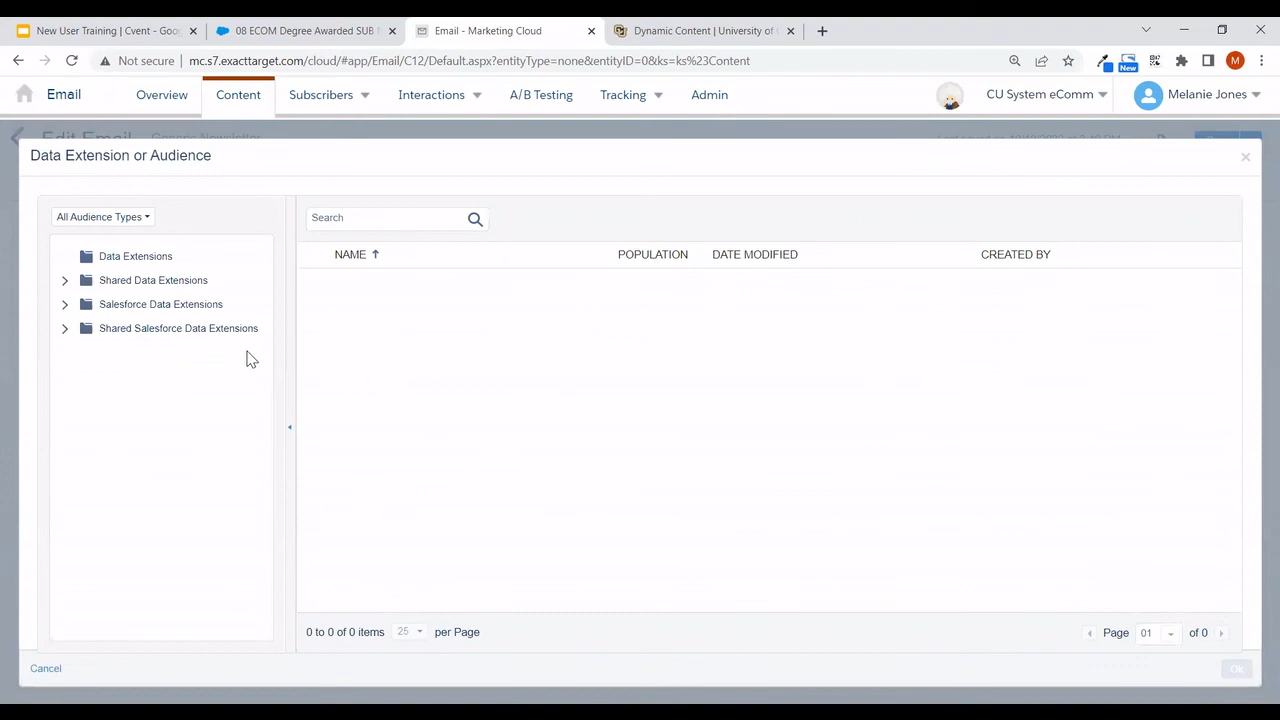 New User Training | Cvent - Goo
08 ECOM Degree Awarded SUB
Email - Marketing Cloud
Dynamic Content | University of
Not secure
mc.s7.exacttarget.com/cloud/#app/Email/C12/Default.aspx?entityType=none&entityID=0&ks=ks%23Content
New
M
Email
Overview
Content
Subscribers
Interactions
A/B Testing
Tracking
Admin
CU System eComm
Melanie Jones
Edit Email
Data Extension or Audience
All Audience Types
Search
Data Extensions
Shared Data Extensions
Salesforce Data Extensions
Shared Salesforce Data Extensions
NAME
POPULATION
DATE MODIFIED
CREATED BY
0 to 0 of 0 items
25
per Page
Page
01
of 0
Cancel
Ok